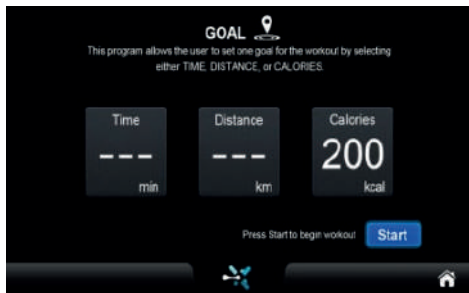 GOAL
This program allows the user to set one goal for the workout by selecting
either TIME, DISTANCE, or CALORIES.
Time Distance Calories
--- --- 200
min km kcal
Press Start to begin workout Start